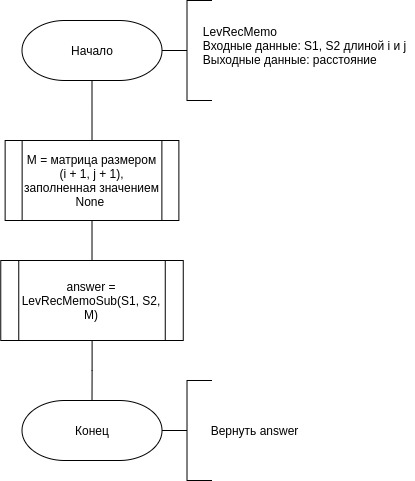 Начало
LevRecMemo
Входные данные: S1, S2 длиной i и j
Выходные данные: расстояние
M = матрица размером
(i + 1, j + 1),
заполненная значением
None
answer =
LevRecMemoSub(S1, S2,
M)
Конец
Вернуть answer